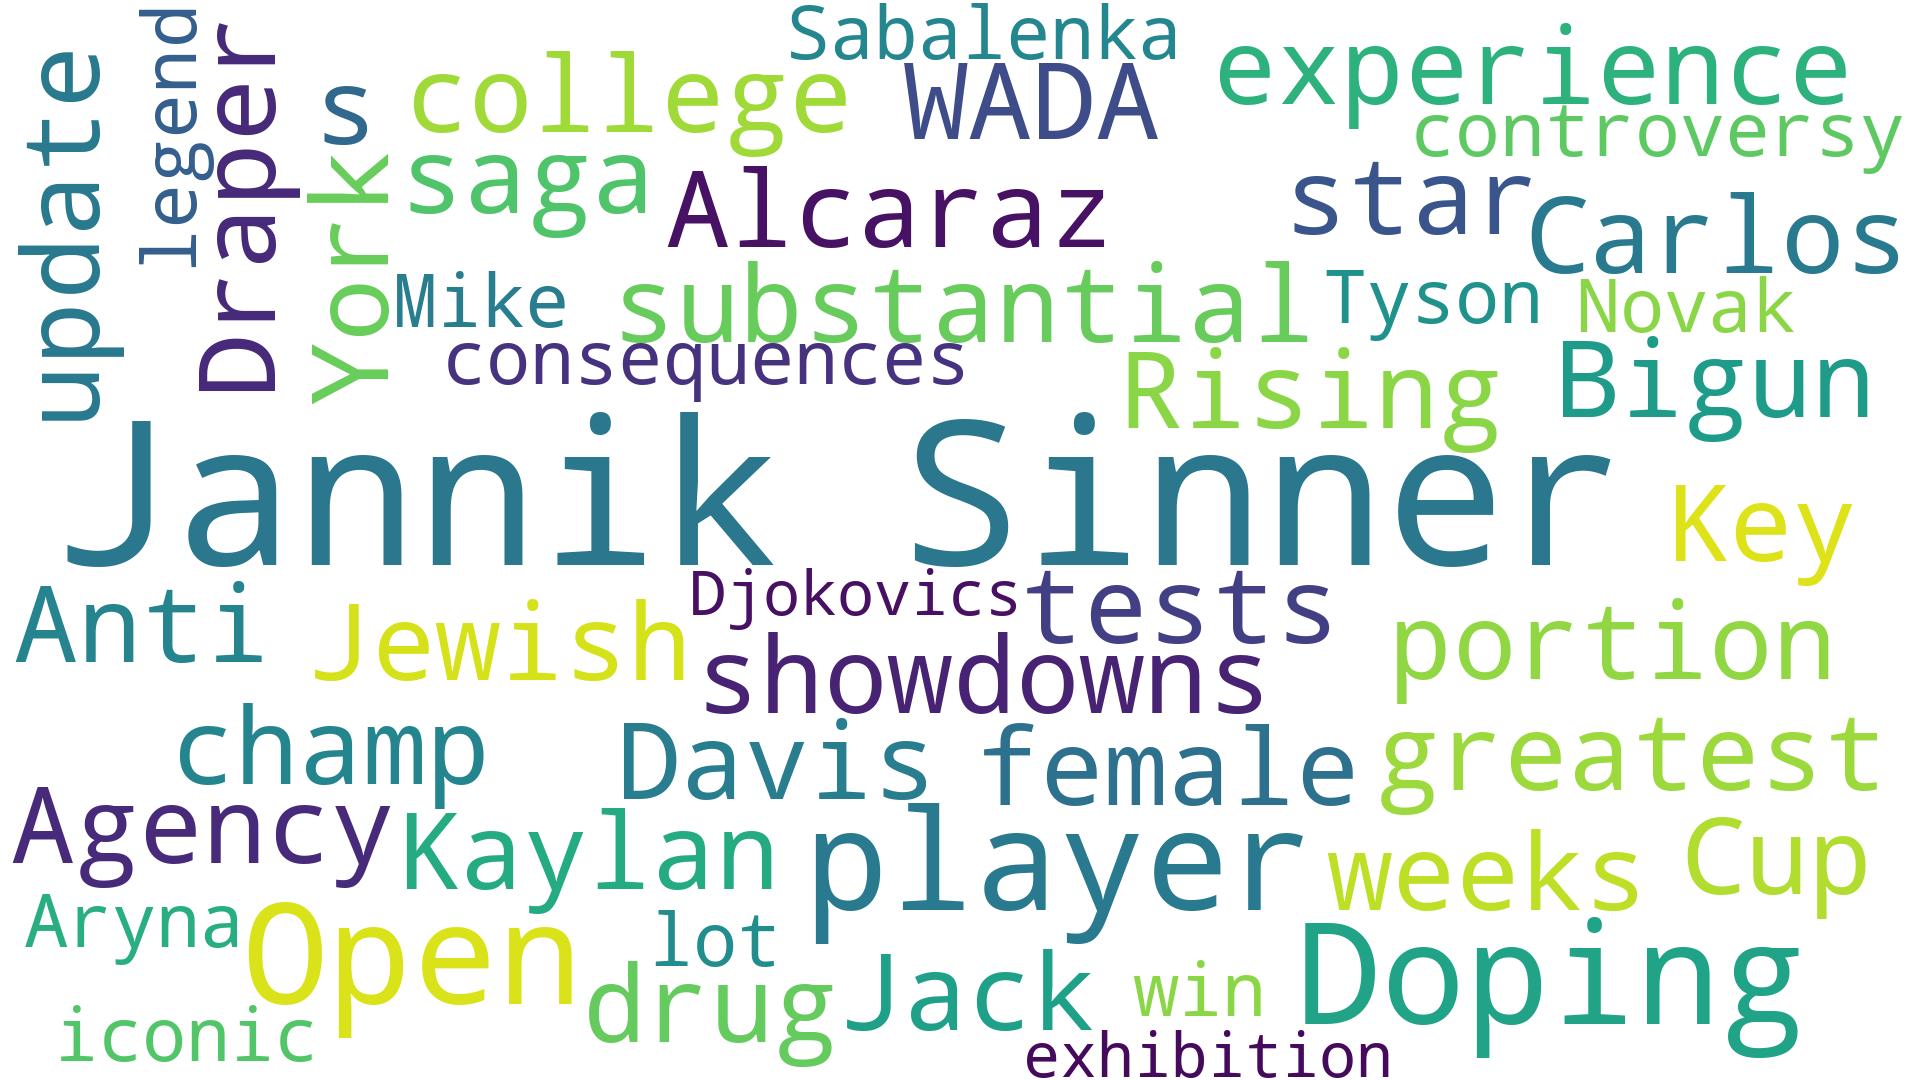 Sabalenka
experience
legend
update
Draper
s
college
WADA
controversy
York
saga
Alcaraz
star
Carlos
Mike
substantial
Tyson
Novak
consequences
Rising
Bigun
Jannik Sinner
Key
Anti
Jewish
Djokovics
tests
showdowns
portion
champ
Davis
female
greatest
Agency
Kaylan
player
weeks
Cup
Aryna
Open
lot
drug
Jack
win
Doping
iconic
exhibition